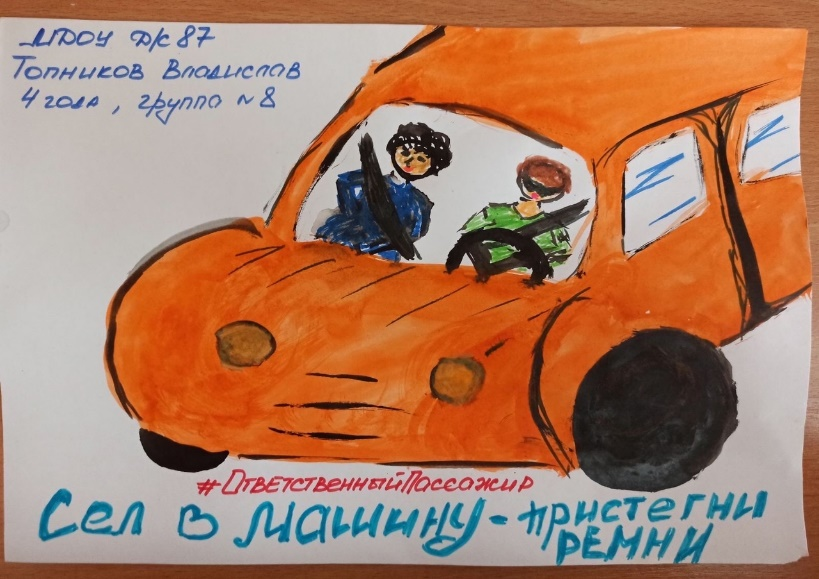 МДОУ Д/С 87
Топников Владислав
4 года, группа №8
#ОтветственныйПассажир
Сел в машину - пристегни
РЕМНИ